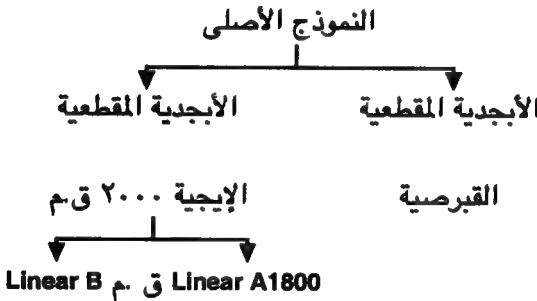 النموذج الأصلى
الأبجدية المقطعية الأبجدية المقطعية
القبرصية الإيجية ٢٠٠٠ ق.م
Linear A1800 ق .م Linear B